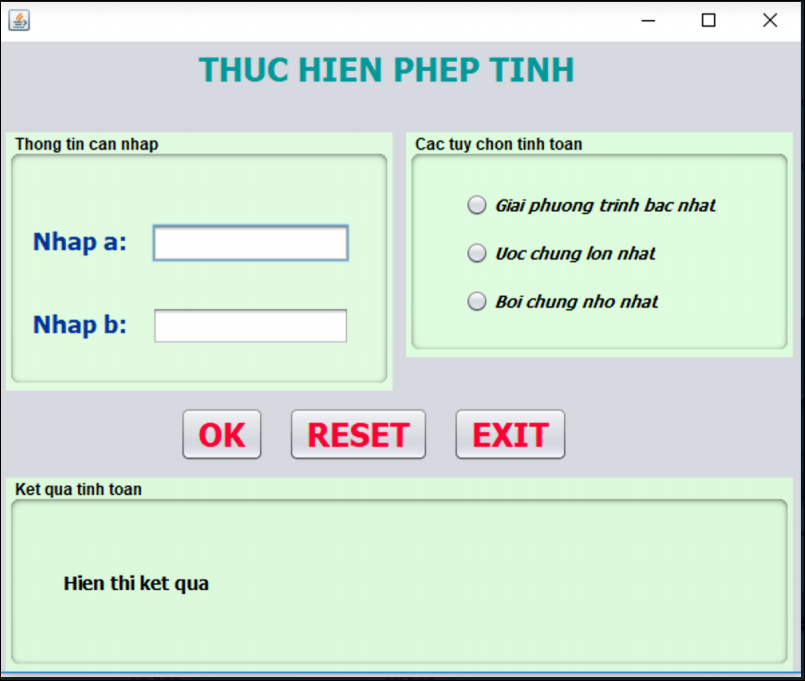 THUC HIEN PHEP TINH
Thong tin can nhap
Nhap a:
Nhap b:
Cac tuy chon tinh toan
Giai phuong trinh bac nhat
Uoc chung lon nhat
Boi chung nho nhat
OK
RESET
EXIT
Ket qua tinh toan
Hien thi ket qua